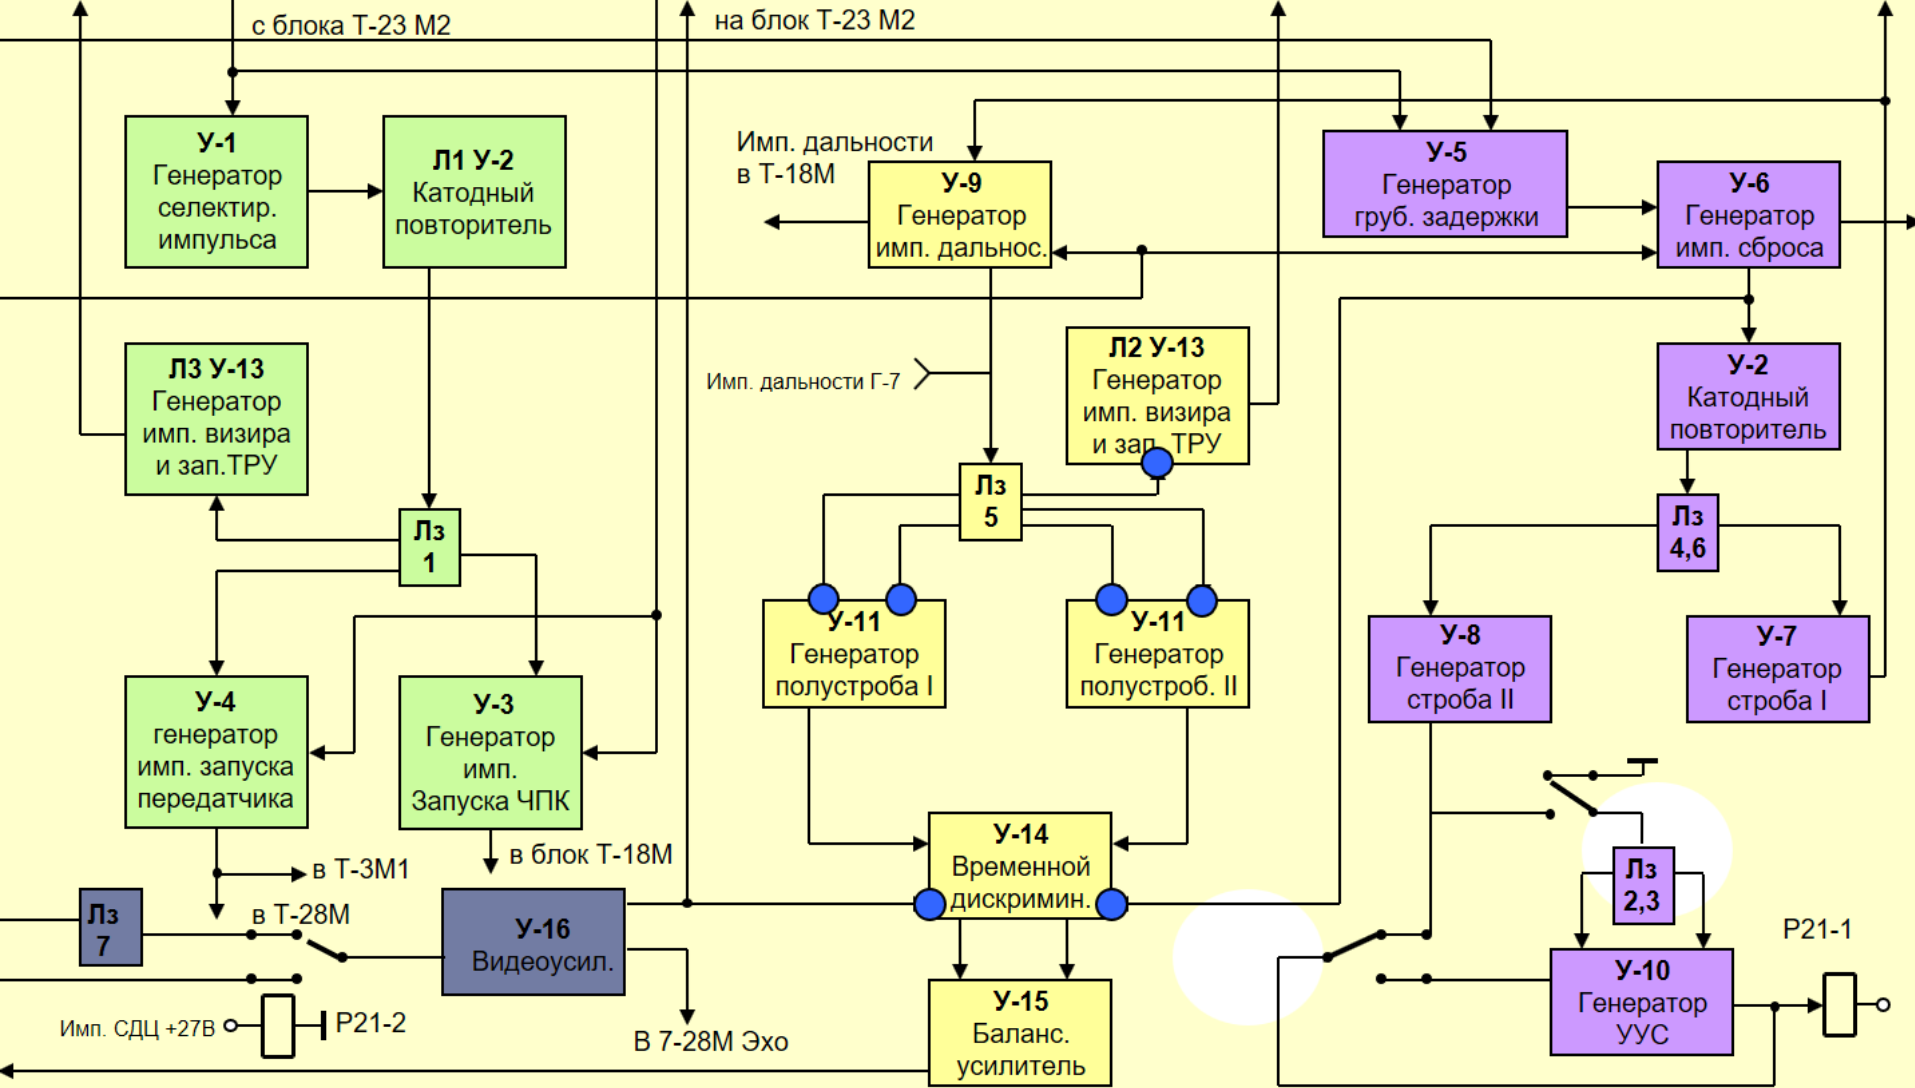 с блока Т-23 М2
на блок Т-23 М2
У-1
Генератор
селектир.
импульса
Л1 У-2
Катодный
повторитель
Имп. дальности
в Т-18М
У-9
Генератор
имп. дальнос.
У-5
Генератор
груб. задержки
У-6
Генератор
имп. сброса
Л3 У-13
Генератор
имп. визира
и зап.ТРУ
Имп. дальности Г-7
Л2 У-13
Генератор
имп. визира
и зап. ТРУ
У-2
Катодный
повторитель
Лз
1
Лз
5
Лз
4,6
У-11
Генератор
полустроба I
У-11
Генератор
полустроб. II
У-8
Генератор
строба II
У-7
Генератор
строба I
У-4
генератор
имп. запуска
передатчика
У-3
Генератор
имп.
Запуска ЧПК
в Т-3М1
в блок Т-18М
У-14
Временной
дискримин.
Лз
2,3
Лз
7
в Т-28М
У-16
Видеоусил.
Р21-1
У-10
Генератор
УУС
У-15
Баланс.
усилитель
Имп. СДЦ +27В
Р21-2
В 7-28М Эхо